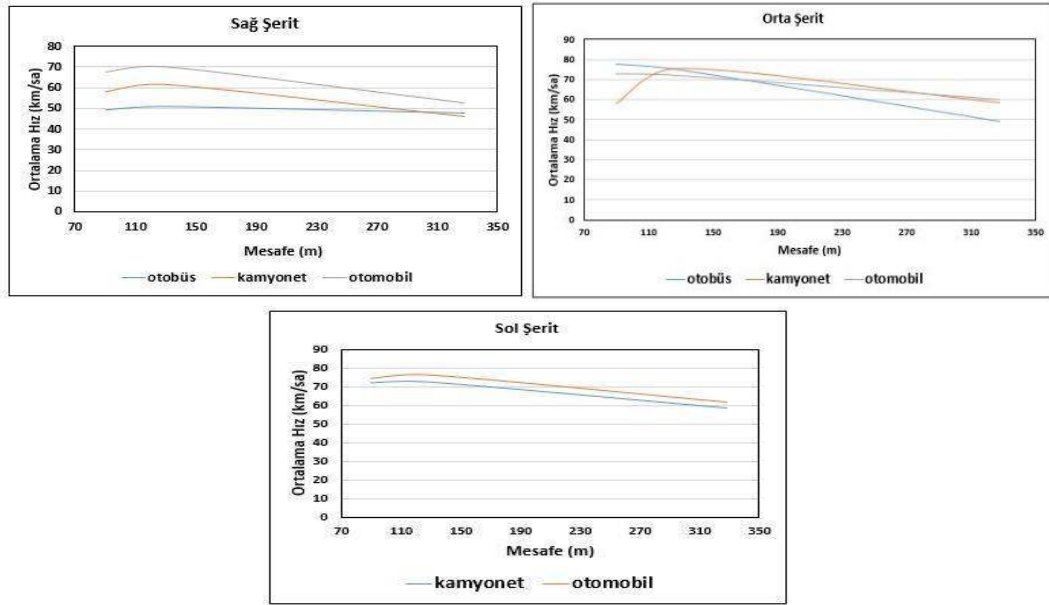 Sağ Şerit
Ortalama Hız (km/sa)
80
70
60
50
40
30
20
10
0
70 110 150 190 230 270 310 350
Mesafe (m)
otobüs kamyonet otomobil
Orta Şerit
Ortalama Hız (km/sa)
90
80
70
60
50
40
30
20
10
0
70 110 150 190 230 270 310 350
Mesafe (m)
otobüs kamyonet otomobil
Sol Şerit
Ortalama Hız (km/sa)
90
80
70
60
50
40
30
20
10
0
70 110 150 190 230 270 310 350
Mesafe (m)
kamyonet otomobil